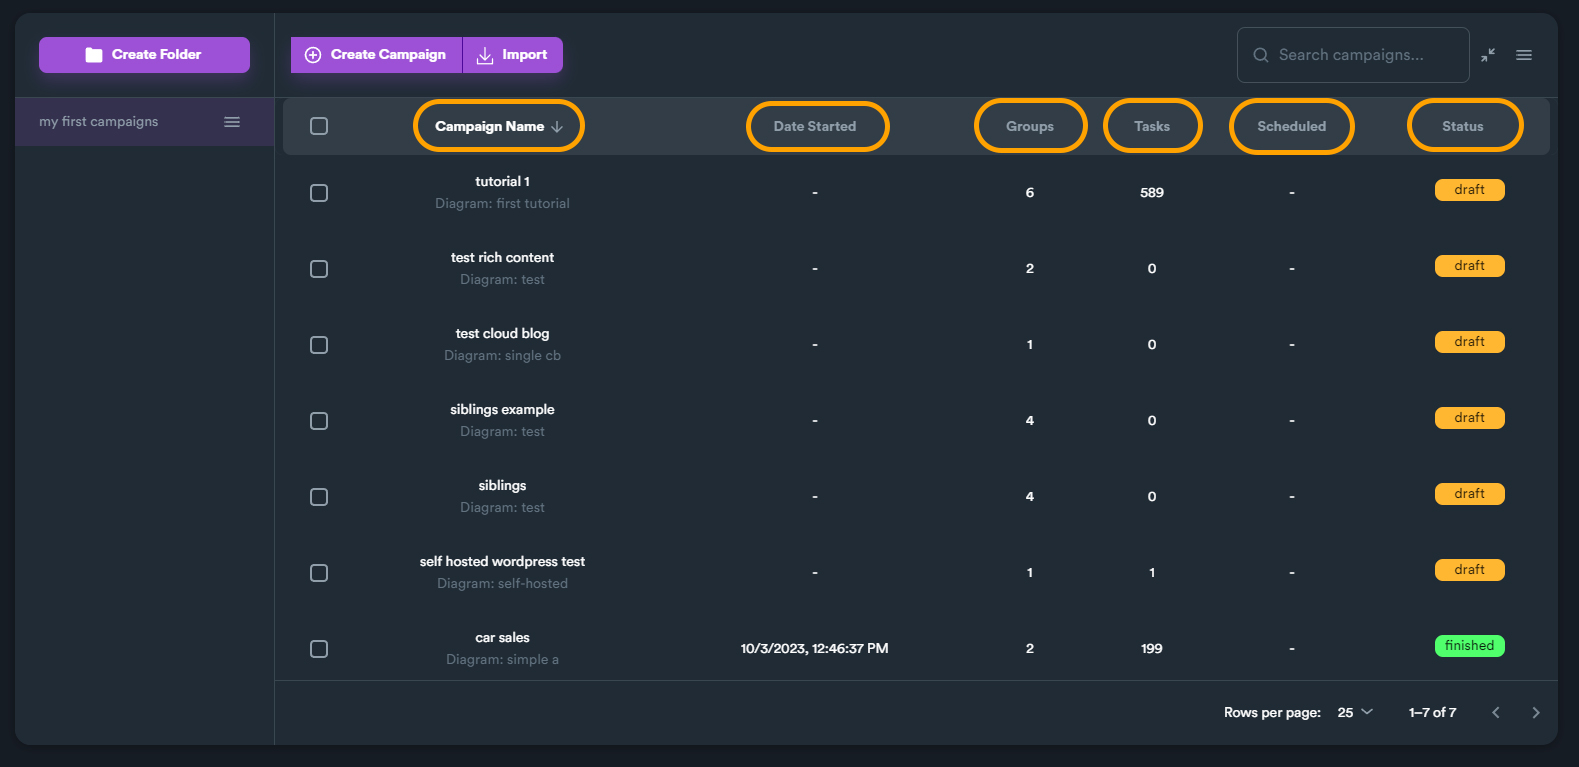 Create Folder
Create Campaign
Import
Search campaigns...
my first campaigns
Campaign Name Date Started Groups Tasks Scheduled Status
tutorial 1
Diagram: first tutorial
- 6 589 - draft
test rich content
Diagram: test
- 2 0 - draft
test cloud blog
Diagram: single cb
- 1 0 - draft
siblings example
Diagram: test
- 4 0 - draft
siblings
Diagram: test
- 4 0 - draft
self hosted wordpress test
Diagram: self-hosted
- 1 1 - draft
car sales
Diagram: simple a
10/3/2023, 12:46:37 PM 2 199 - finished
Rows per page: 25 1–7 of 7